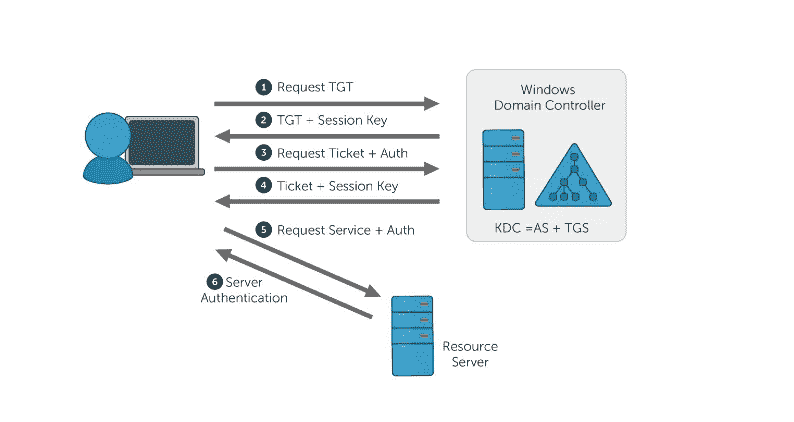 1 Request TGT
Windows
Domain Controller
2 TGT + Session Key
3 Request Ticket + Auth
4 Ticket + Session Key
KDC =AS + TGS
5 Request Service + Auth
6 Server
Authentication
Resource
Server